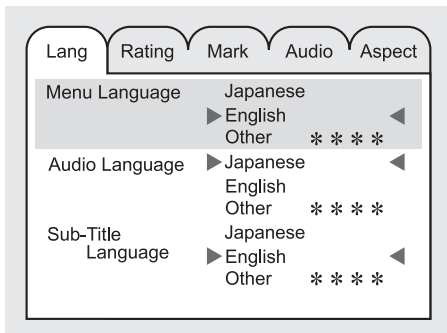 Lang Rating Mark Audio Aspect
Menu Language Japanese
▶English ◀
Other ＊＊＊＊
Audio Language ▶Japanese ◀
English
Other ＊＊＊＊
Sub-Title Japanese
Language ▶English ◀
Other ＊＊＊＊